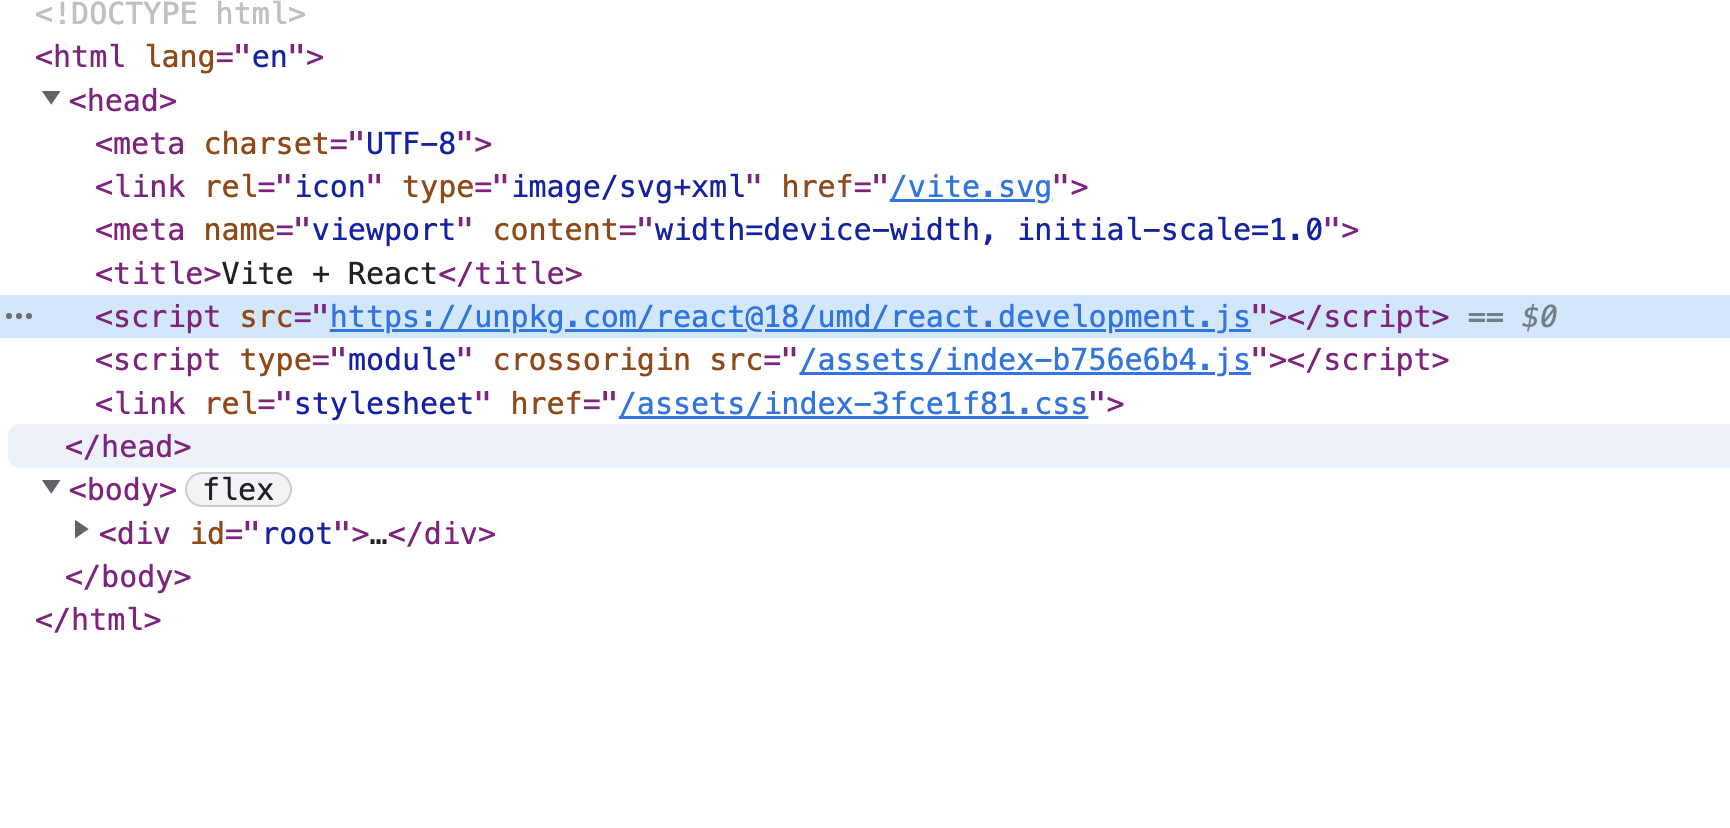 <!DOCTYPE html>
<html lang="en">
<head>
<meta charset="UTF-8">
<link rel="icon" type="image/svg+xml" href="/vite.svg">
<meta name="viewport" content="width=device-width, initial-scale=1.0">
<title>Vite + React</title>
<script src="https://unpkg.com/react@18/umd/react.development.js"></script> == $0
<script type="module" crossorigin src="/assets/index-b756e6b4.js"></script>
<link rel="stylesheet" href="/assets/index-3fce1f81.css">
</head>
<body> flex
<div id="root">…</div>
</body>
</html>